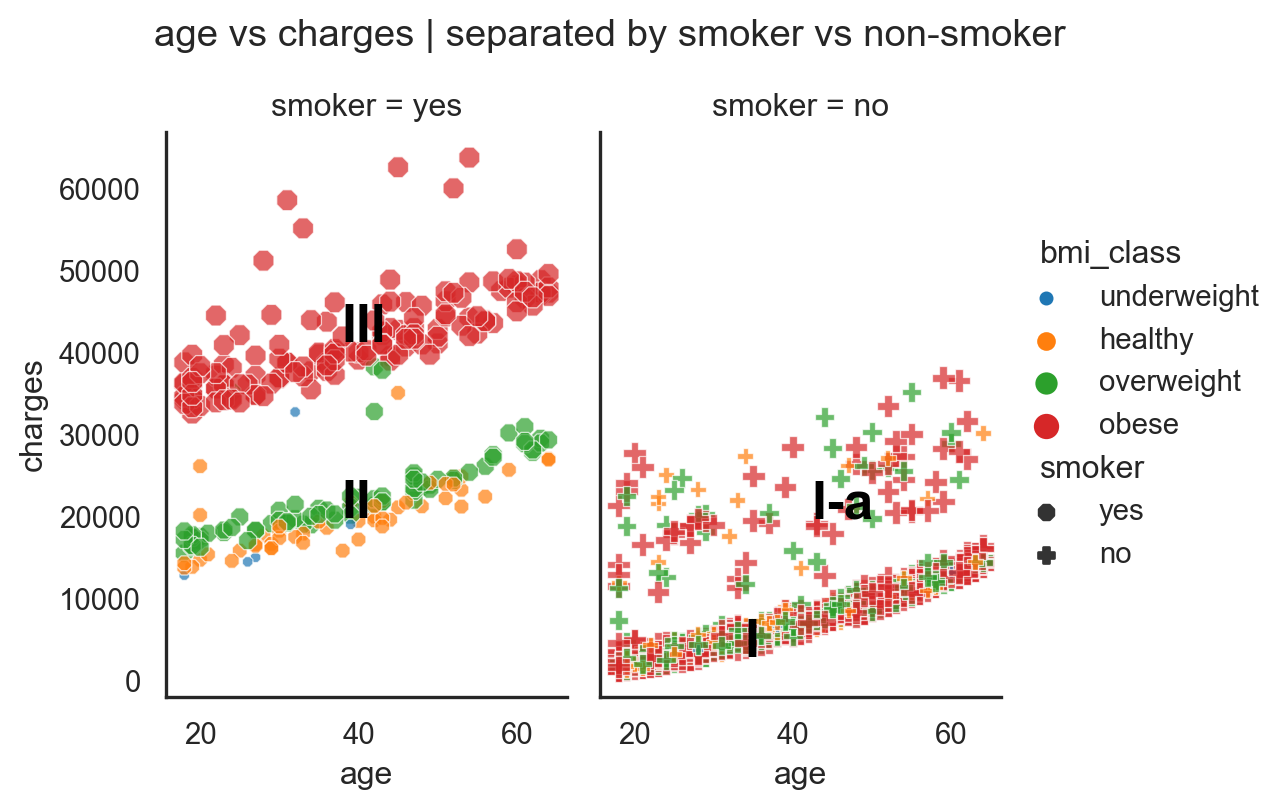 age vs charges | separated by smoker vs non-smoker
smoker = yes
smoker = no
60000
50000
40000
30000
20000
10000
0
charges
III
II
I-a
I
20 40 60
20 40 60
age
age
bmi_class
underweight
healthy
overweight
obese
smoker
yes
no